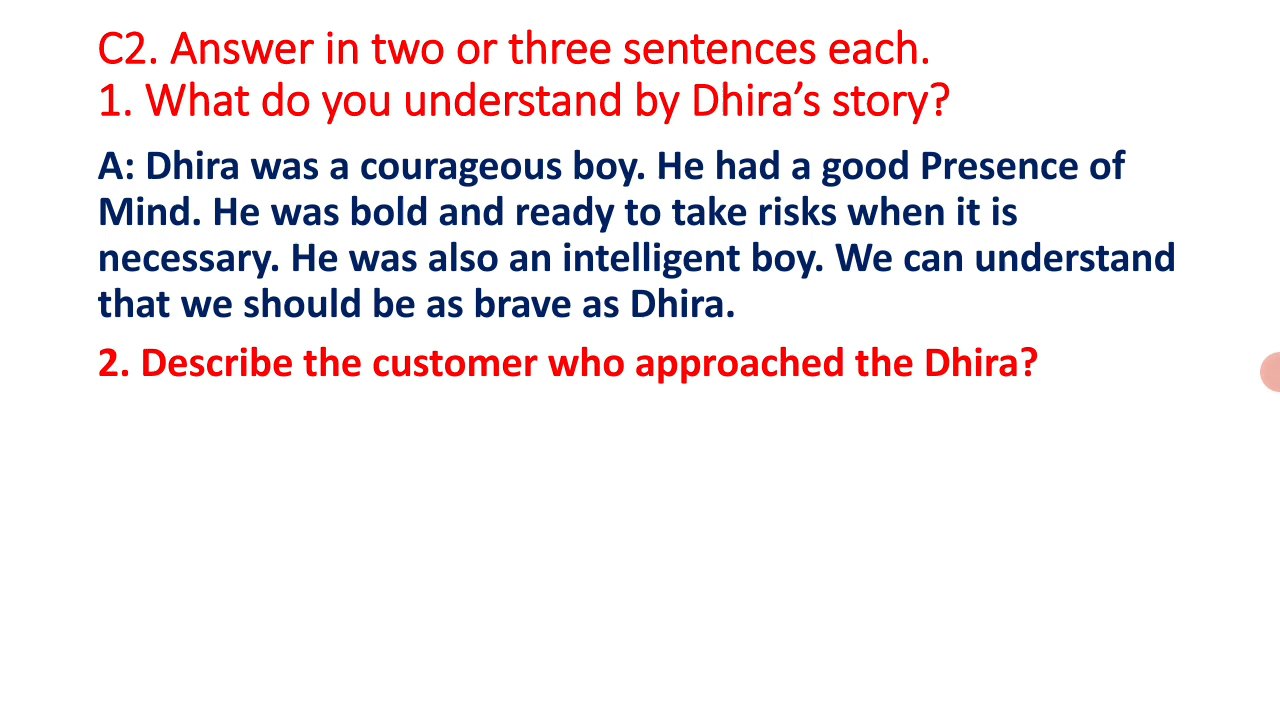 C2. Answer in two or three sentences each.
1. What do you understand by Dhira’s story?
A: Dhira was a courageous boy. He had a good Presence of
Mind. He was bold and ready to take risks when it is
necessary. He was also an intelligent boy. We can understand
that we should be as brave as Dhira.
2. Describe the customer who approached the Dhira?